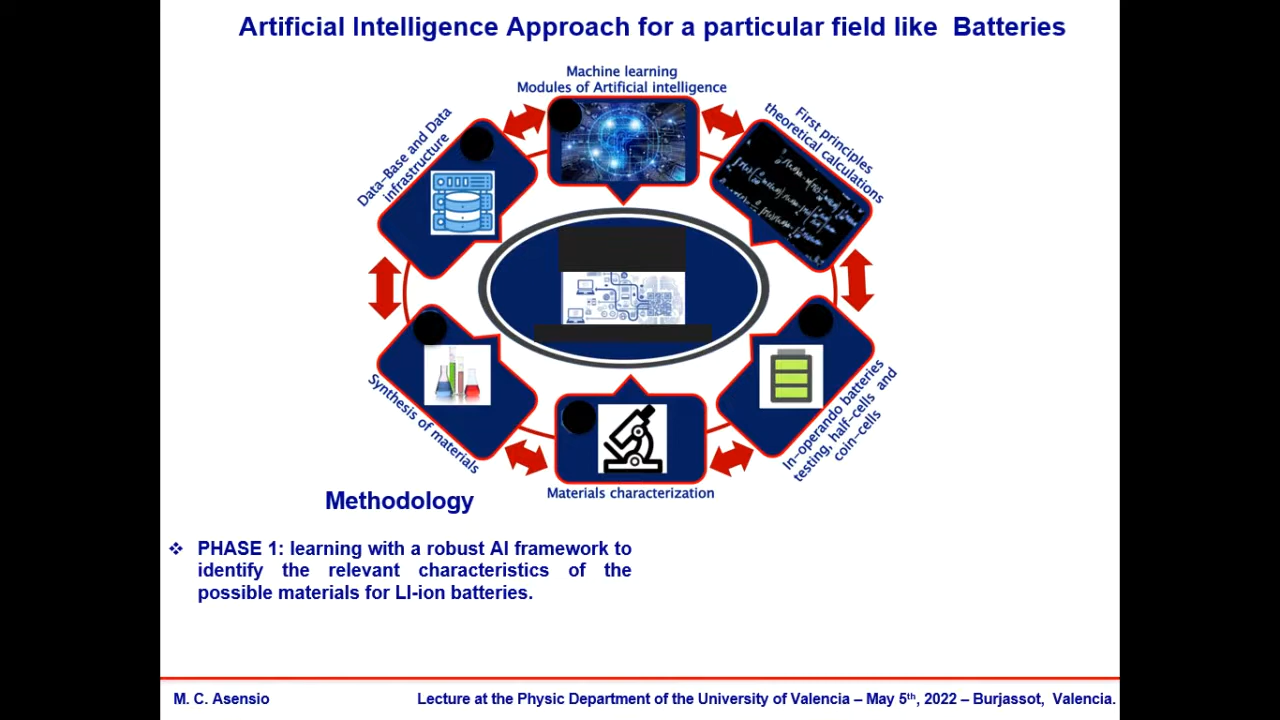 Artificial Intelligence Approach for a particular field like Batteries
Machine learning
Modules of Artificial intelligence
Data-Base and Data
infrastructure
First principles
theoretical calculations
Synthesis of materials
Materials characterization
In-operando batteries
testing, half-cells and
coin-cells
Methodology
❖ PHASE 1: learning with a robust AI framework to
identify the relevant characteristics of the
possible materials for LI-ion batteries.
M. C. Asensio
Lecture at the Physic Department of the University of Valencia – May 5th, 2022 – Burjassot, Valencia.